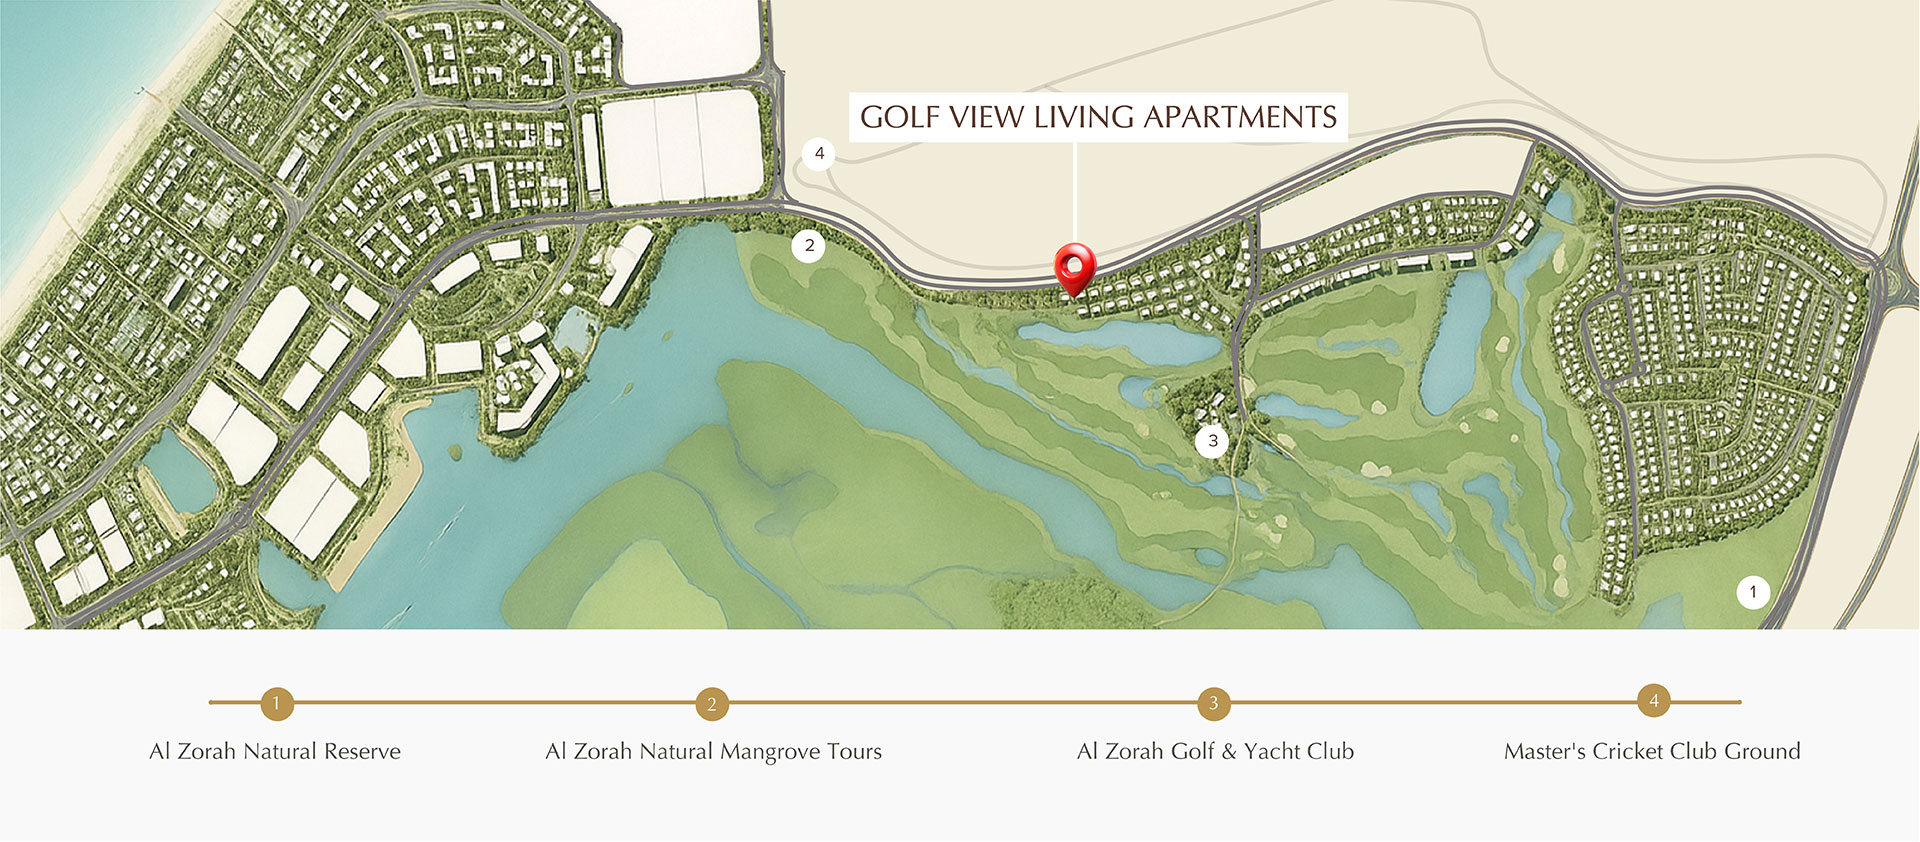 GOLF VIEW LIVING APARTMENTS
4
2
3
1
1
2
3
4
Al Zorah Natural Reserve
Al Zorah Natural Mangrove Tours
Al Zorah Golf & Yacht Club
Master's Cricket Club Ground